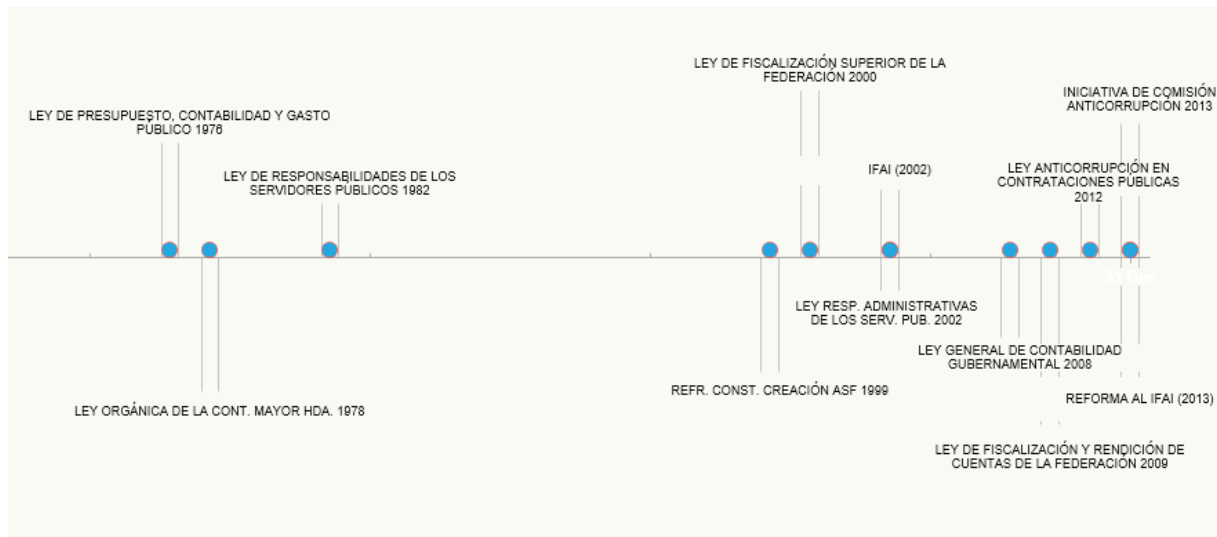 LEY DE FISCALIZACIÓN SUPERIOR DE LA
FEDERACIÓN 2000
INICIATIVA DE COMISIÓN
ANTICORRUPCIÓN 2013
LEY DE PRESUPUESTO, CONTABILIDAD Y GASTO
PÚBLICO 1976
LEY DE RESPONSABILIDADES DE LOS
SERVIDORES PÚBLICOS 1982
IFAI (2002)
LEY ANTICORRUPCIÓN EN
CONTRATACIONES PÚBLICAS
2012
31 Dec
LEY RESP. ADMINISTRATIVAS
DE LOS SERV. PUB. 2002
LEY GENERAL DE CONTABILIDAD
GUBERNAMENTAL 2008
REFR. CONST. CREACIÓN ASF 1999
REFORMA AL IFAI (2013)
LEY ORGÁNICA DE LA CONT. MAYOR HDA. 1978
LEY DE FISCALIZACIÓN Y RENDICIÓN DE
CUENTAS DE LA FEDERACIÓN 2009